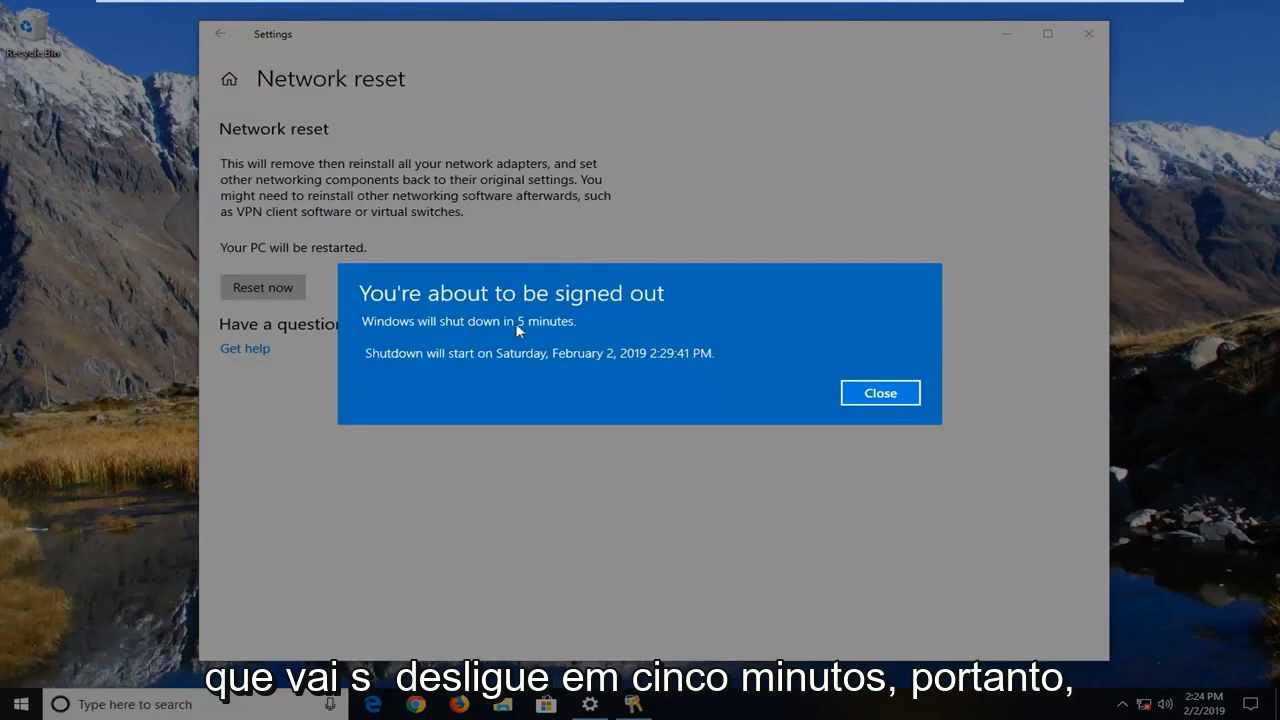 Recycle Bin
Settings
Network reset
Network reset
This will remove then reinstall all your network adapters, and set
other networking components back to their original settings. You
might need to reinstall other networking software afterwards, such
as VPN client software or virtual switches.
Your PC will be restarted.
Reset now
Have a question
Get help
You're about to be signed out
Windows will shut down in 5 minutes.
Shutdown will start on Saturday, February 2, 2019 2:29:41 PM.
Close
que vai s  desligue em cinco minutos, portanto,
Type here to search
2:24 PM
2/2/2019